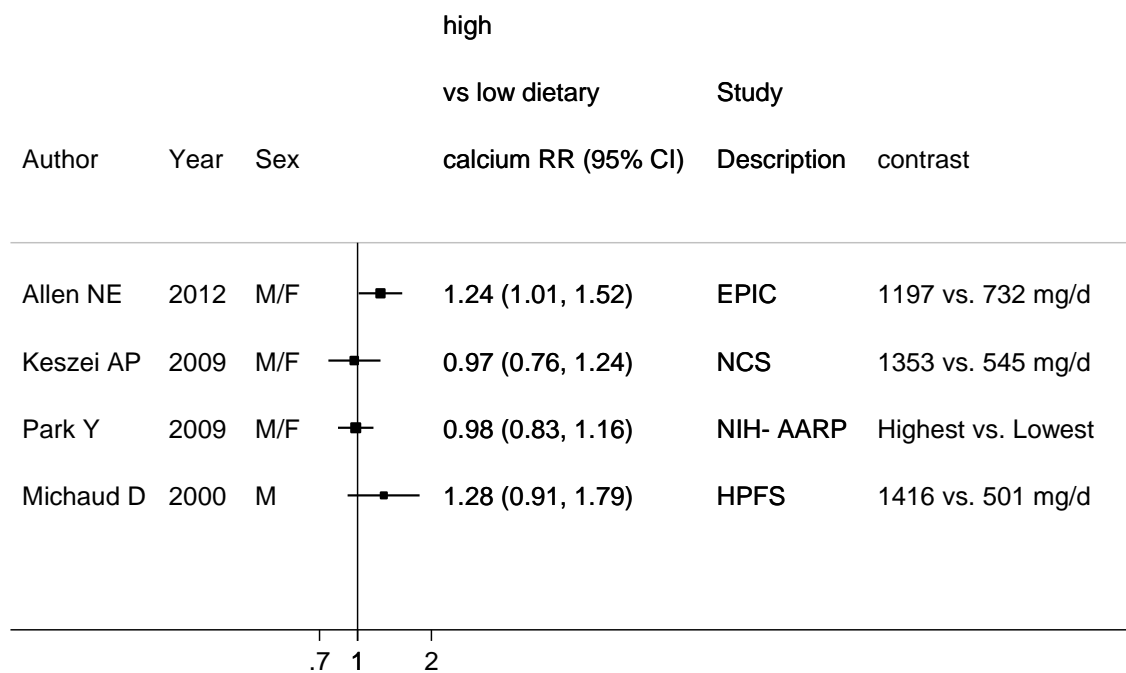 high
vs low dietary Study
Author Year Sex calcium RR (95% CI) Description contrast
Allen NE 2012 M/F 1.24 (1.01, 1.52) EPIC 1197 vs. 732 mg/d
Keszei AP 2009 M/F 0.97 (0.76, 1.24) NCS 1353 vs. 545 mg/d
Park Y 2009 M/F 0.98 (0.83, 1.16) NIH- AARP Highest vs. Lowest
Michaud D 2000 M 1.28 (0.91, 1.79) HPFS 1416 vs. 501 mg/d
.7 1 2